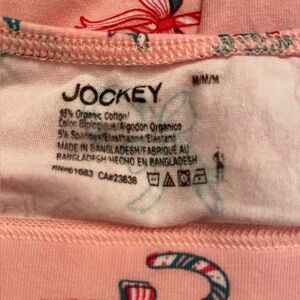 JOCKEY M/M/M
95% Organic Cotton/
Coton Biologique/Algodón Orgánico
5% Spandex/Élasthanne/Elastano
MADE IN BANGLADESH/FABRIQUÉ AU
BANGLADESH/HECHO EN BANGLADESH
RN#61683 CA#23638